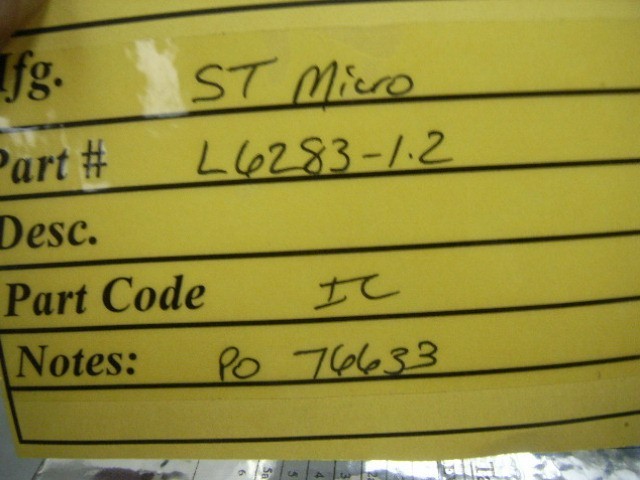 Mfg. ST Micro
Part # L6283-1.2
Desc.
Part Code IC
Notes: PO 76633